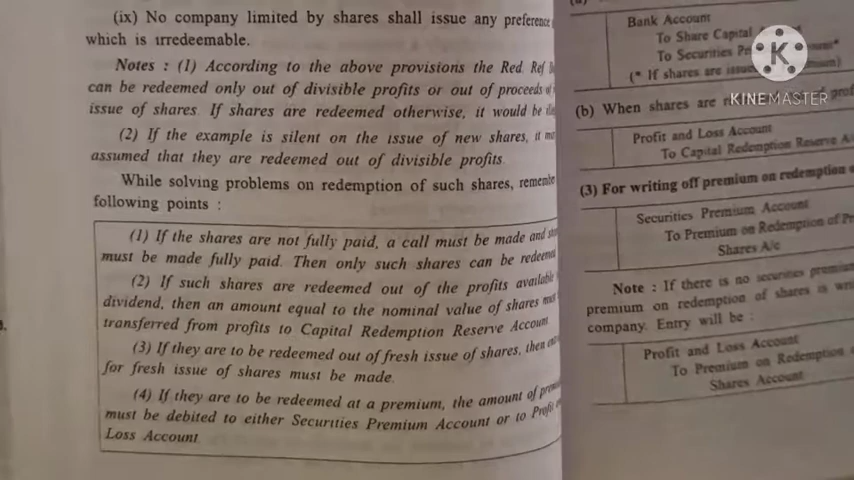 (ix) No company limited by shares shall issue any preference
which is irredeemable.
Notes : (1) According to the above provisions the Red. Ref
can be redeemed only out of divisible profits or out of proceeds of
issue of shares. If shares are redeemed otherwise, it would be
(2) If the example is silent on the issue of new shares, it
assumed that they are redeemed out of divisible profits.
While solving problems on redemption of such shares, remember
following points :
(1) If the shares are not fully paid, a call must be made and
must be made fully paid. Then only such shares can be redeemed
(2) If such shares are redeemed out of the profits available
dividend, then an amount equal to the nominal value of shares must
transferred from profits to Capital Redemption Reserve Account.
(3) If they are to be redeemed out of fresh issue of shares, then
for fresh issue of shares must be made.
(4) If they are to be redeemed at a premium, the amount of
must be debited to either Securities Premium Account or to Profit
Loss Account.
Bank Account
To Share Capital
To Securities
(* If shares are
KINEMASTER
(b) When shares are
Profit and Loss Account
To Capital Redemption Reserve A/c
(3) For writing off premium on redemption
Securities Premium Account
To Premium on Redemption of
Shares A/c
Note : If there is no securities premium
premium on redemption of shares is
company. Entry will be :
Profit and Loss Account
To Premium on Redemption
Shares Account